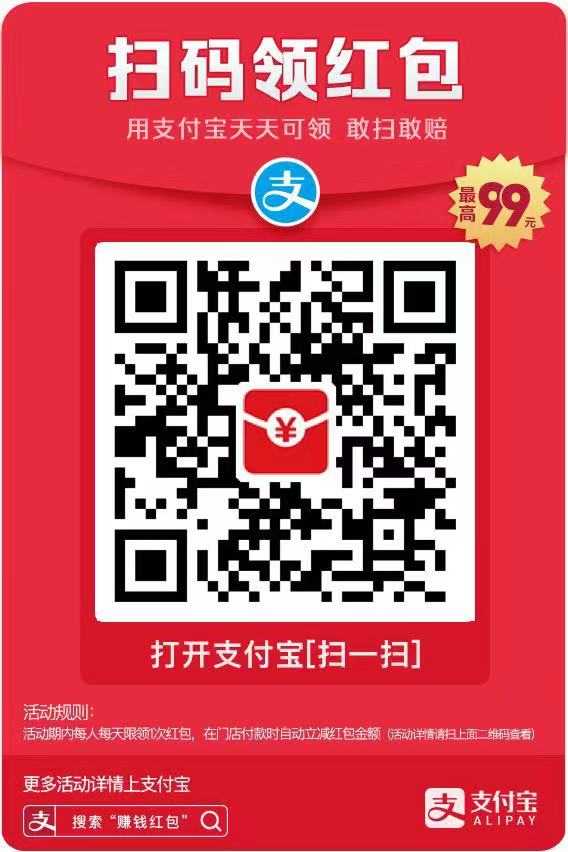 扫码领红包
用支付宝天天可领 敢扫敢赔
支
最高99元
¥
打开支付宝[扫一扫]
活动规则：
活动期内每人每天限领1次红包，在门店付款时自动立减红包金额（活动详情请扫上面二维码查看）
更多活动详情上支付宝
支 搜索“赚钱红包”
支 支付宝
ALIPAY